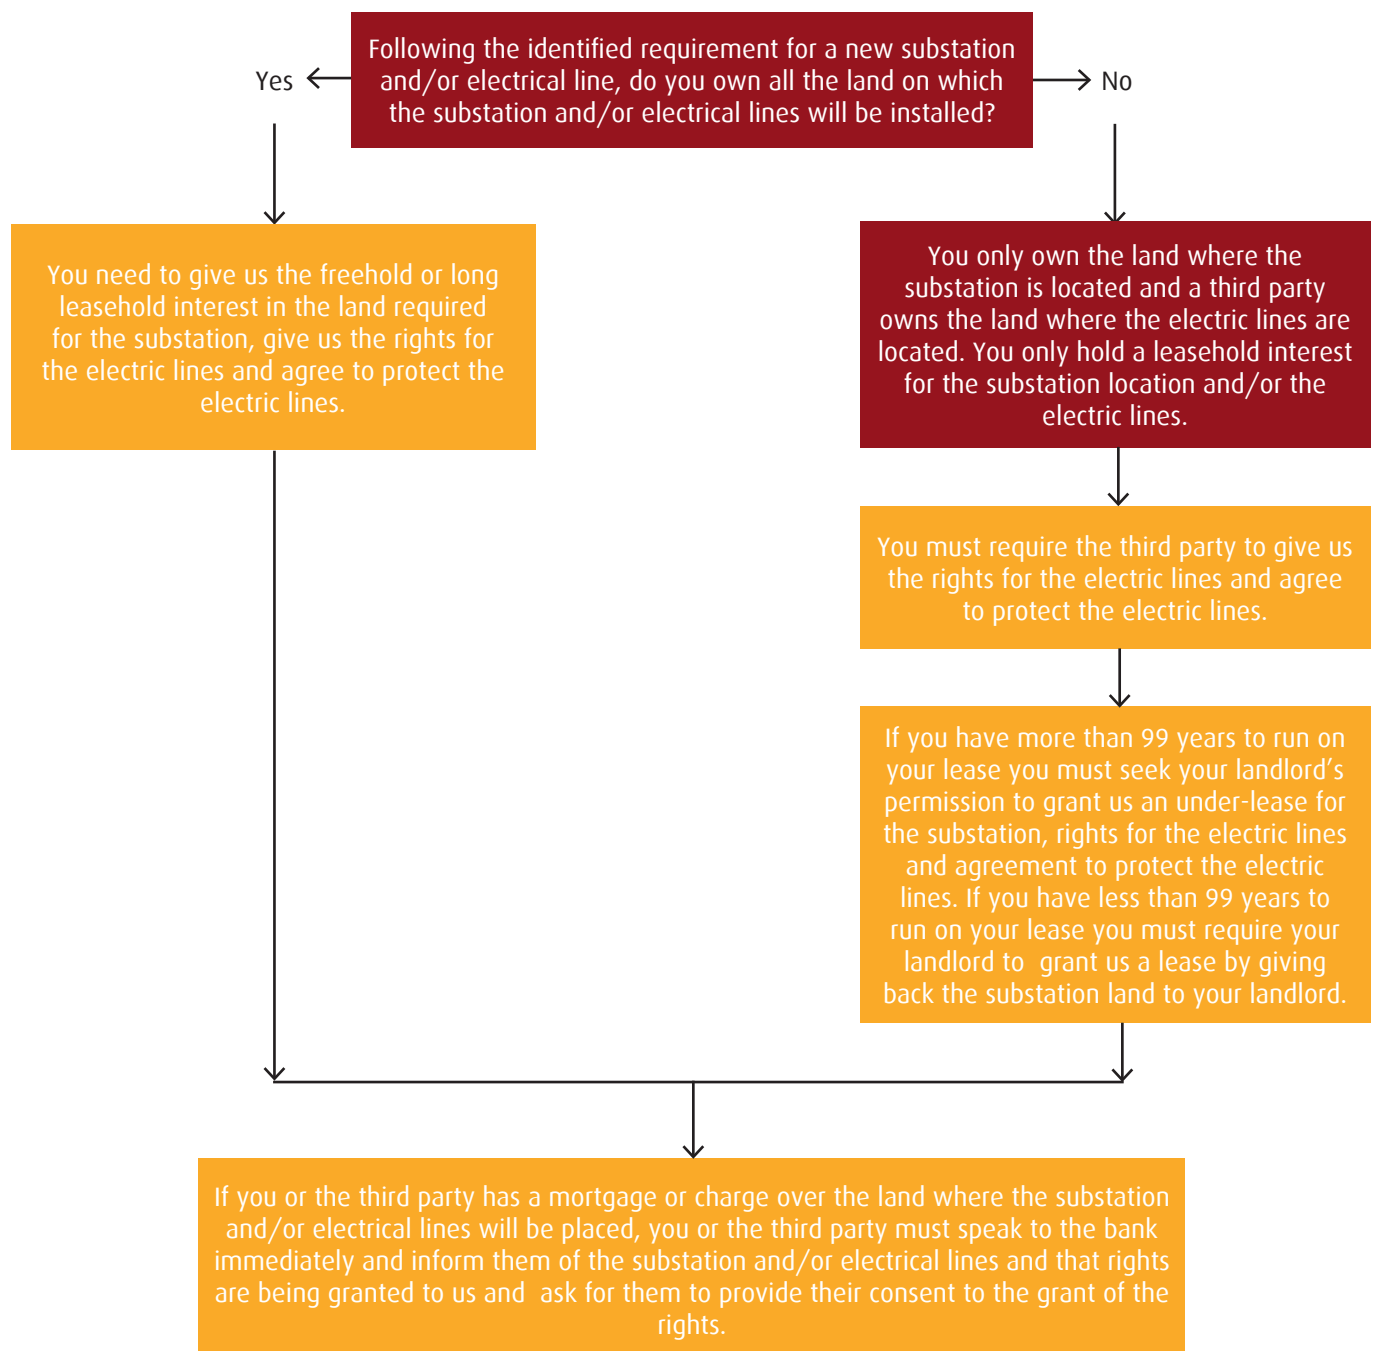 Following the identified requirement for a new substation
and/or electrical line, do you own all the land on which
the substation and/or electrical lines will be installed?
Yes
No
You need to give us the freehold or long
leasehold interest in the land required
for the substation, give us the rights for
the electric lines and agree to protect the
electric lines.
You only own the land where the
substation is located and a third party
owns the land where the electric lines are
located. You only hold a leasehold interest
for the substation location and/or the
electric lines.
You must require the third party to give us
the rights for the electric lines and agree
to protect the electric lines.
If you have more than 99 years to run on
your lease you must seek your landlord's
permission to grant us an under-lease for
the substation, rights for the electric lines
and agreement to protect the electric
lines. If you have less than 99 years to
run on your lease you must require your
landlord to grant us a lease by giving
back the substation land to your landlord.
If you or the third party has a mortgage or charge over the land where the substation
and/or electrical lines will be placed, you or the third party must speak to the bank
immediately and inform them of the substation and/or electrical lines and that rights
are being granted to us and ask for them to provide their consent to the grant of the
rights.